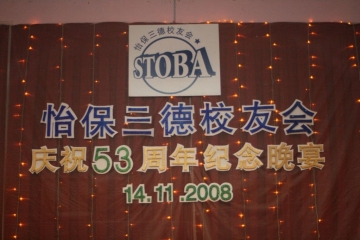 怡保三德校友会
STOBA
怡保三德校友会
庆祝53周年纪念晚宴
14.11.2008